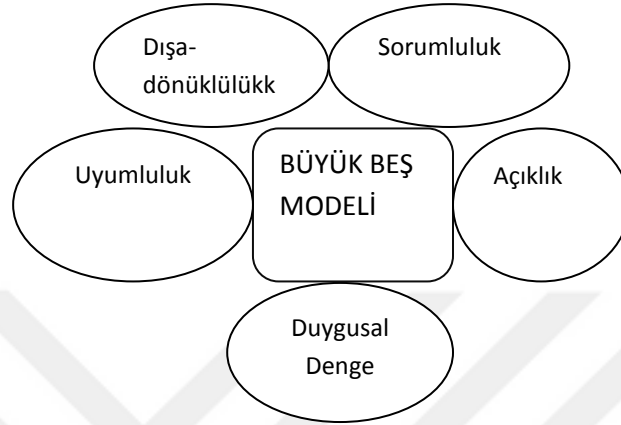 Dışa-
dönüklülükk
Sorumluluk
Uyumluluk
BÜYÜK BEŞ
MODELİ
Açıklık
Duygusal
Denge